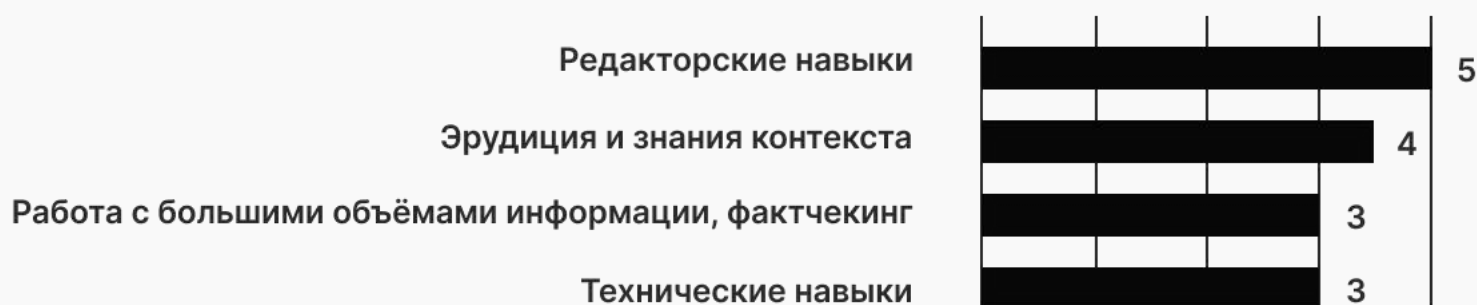 Редакторские навыки 5
Эрудиция и знания контекста 4
Работа с большими объёмами информации, фактчекинг 3
Технические навыки 3